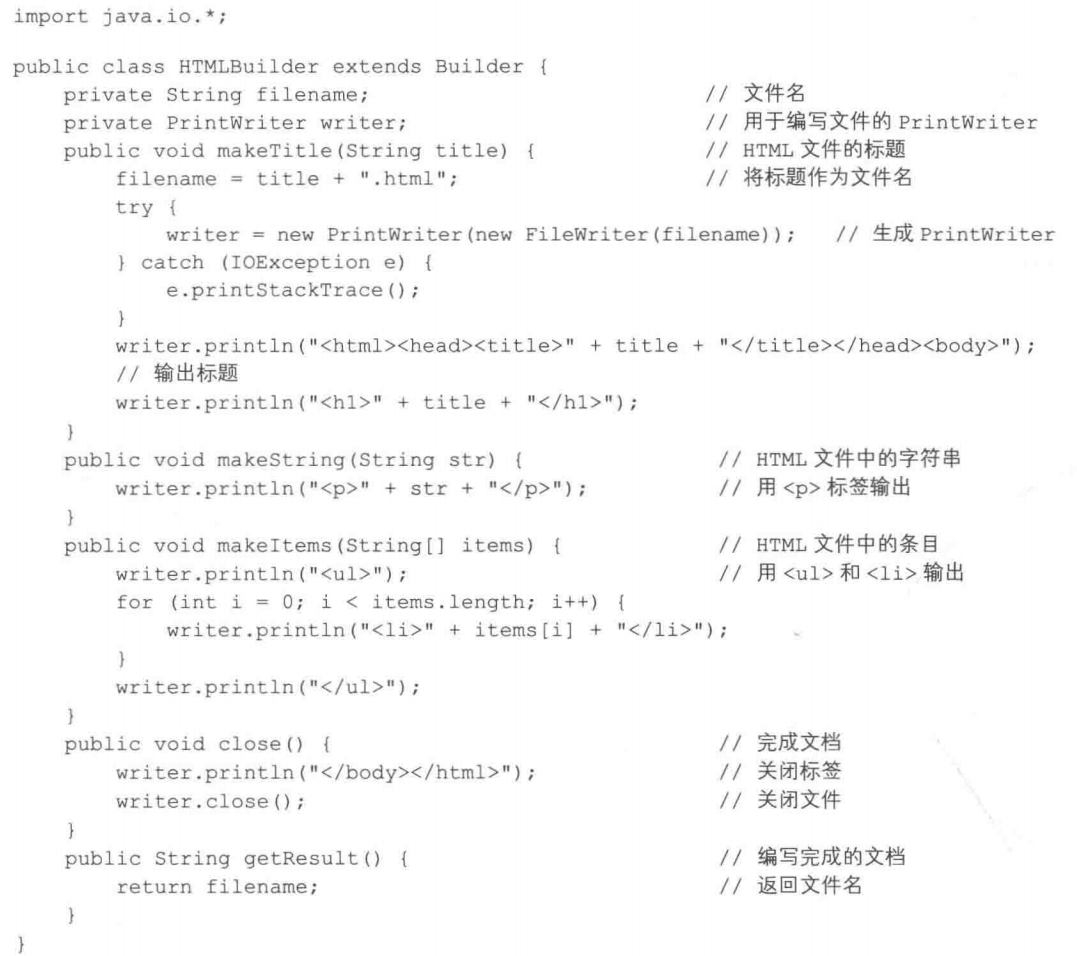 import java.io.*;
public class HTMLBuilder extends Builder {
    private String filename;                              // 文件名
    private PrintWriter writer;                           // 用于编写文件的 PrintWriter
    public void makeTitle(String title) {                 // HTML 文件的标题
        filename = title + ".html";                       // 将标题作为文件名
        try {
            writer = new PrintWriter(new FileWriter(filename));   // 生成 PrintWriter
        } catch (IOException e) {
            e.printStackTrace();
        }
        writer.println("<html><head><title>" + title + "</title></head><body>");
        // 输出标题
        writer.println("<h1>" + title + "</h1>");
    }
    public void makeString(String str) {                  // HTML 文件中的字符串
        writer.println("<p>" + str + "</p>");             // 用 <p> 标签输出
    }
    public void makeItems(String[] items) {               // HTML 文件中的条目
        writer.println("<ul>");                           // 用 <ul> 和 <li> 输出
        for (int i = 0; i < items.length; i++) {
            writer.println("<li>" + items[i] + "</li>");
        }
        writer.println("</ul>");
    }
    public void close() {                                 // 完成文档
        writer.println("</body></html>");                 // 关闭标签
        writer.close();                                   // 关闭文件
    }
    public String getResult() {                           // 编写完成的文档
        return filename;                                  // 返回文件名
    }
}